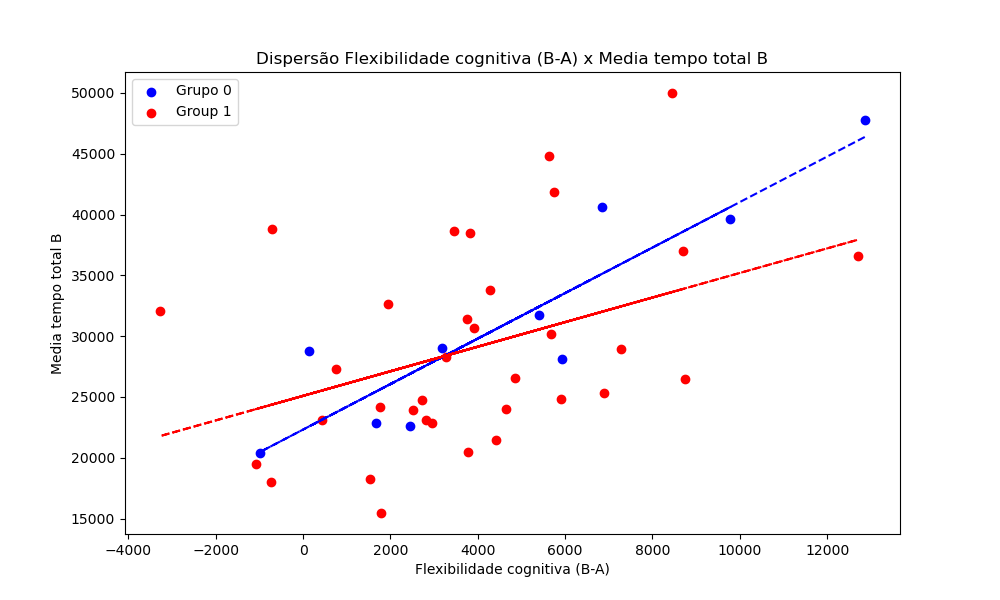 Dispersão Flexibilidade cognitiva (B-A) x Media tempo total B
Grupo 0
Group 1
50000
45000
40000
35000
30000
25000
20000
15000
Media tempo total B
−4000 −2000 0 2000 4000 6000 8000 10000 12000
Flexibilidade cognitiva (B-A)